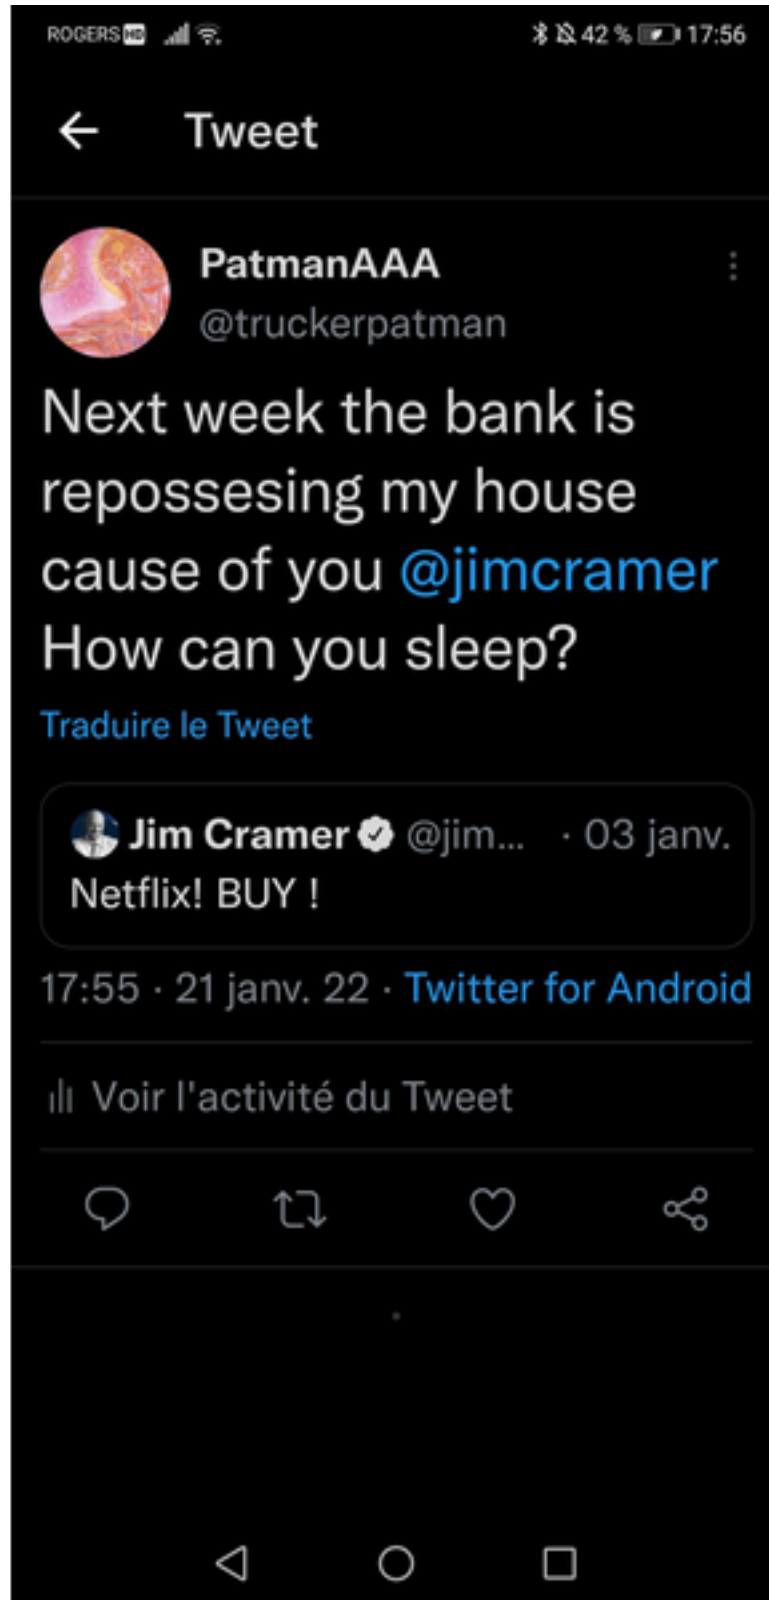 ROGERS HD 42 % 17:56
Tweet
PatmanAAA
@truckerpatman
Next week the bank is
repossesing my house
cause of you @jimcramer
How can you sleep?
Traduire le Tweet
Jim Cramer @jim... · 03 janv.
Netflix! BUY !
17:55 · 21 janv. 22 · Twitter for Android
Voir l'activité du Tweet